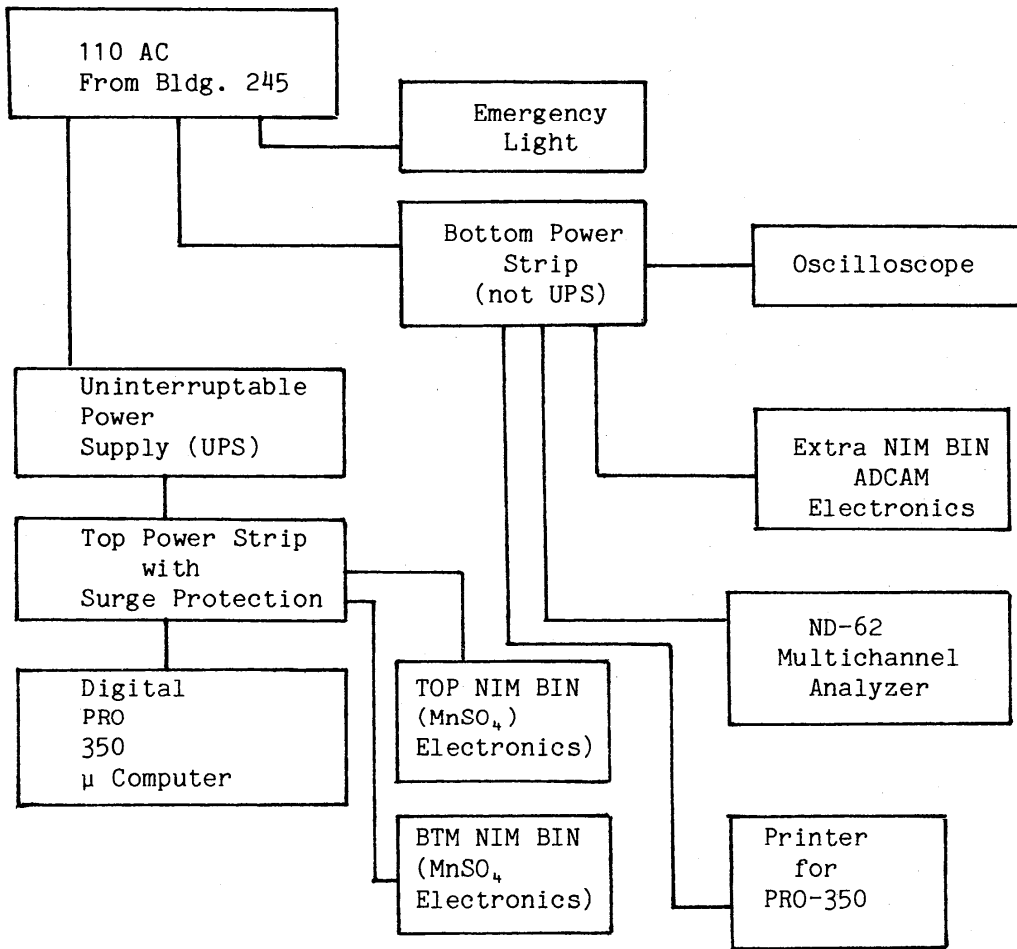 110 AC
From Bldg. 245
Emergency
Light
Bottom Power
Strip
(not UPS)
Oscilloscope
Uninterruptable
Power
Supply (UPS)
Extra NIM BIN
ADCAM
Electronics
Top Power Strip
with
Surge Protection
ND-62
Multichannel
Analyzer
Digital
PRO
350
μ Computer
TOP NIM BIN
(MnSO₄)
Electronics)
BTM NIM BIN
(MnSO₄
Electronics)
Printer
for
PRO-350